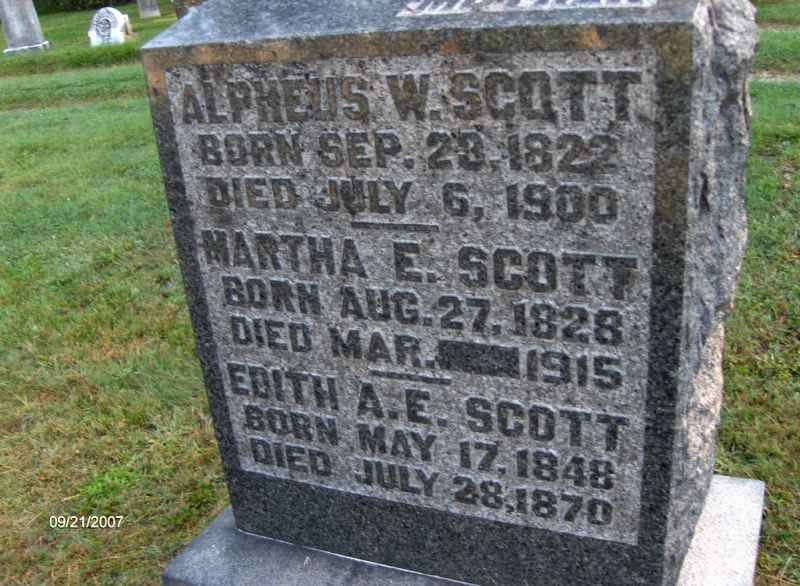 ALPHEUS W. SCOTT
BORN SEP. 23. 1822
DIED JULY 6, 1900
MARTHA E. SCOTT
BORN AUG. 27, 1828
DIED MAR. 1915
EDITH A. E. SCOTT
BORN MAY 17, 1848
DIED JULY 28, 1870
09/21/2007